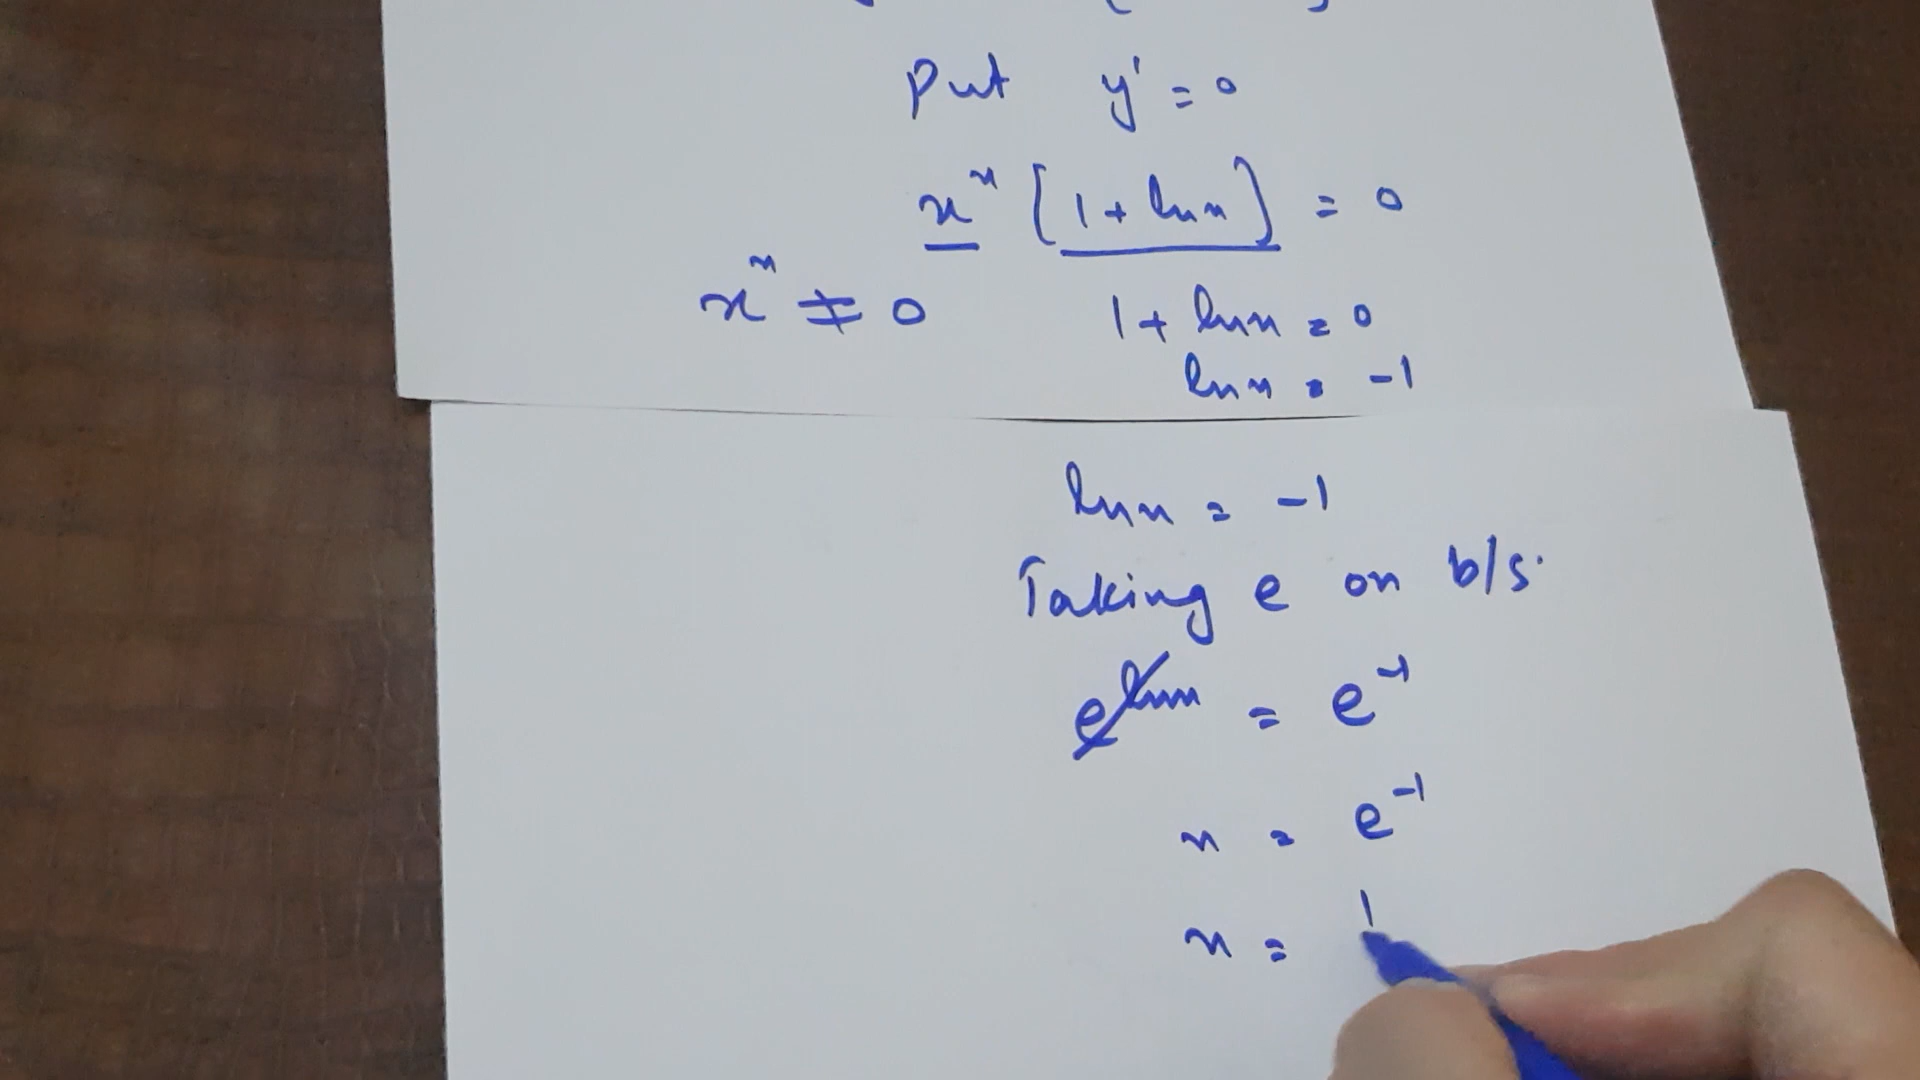 Put y' = 0
x^x [1 + ln x] = 0
x^x ≠ 0 1 + ln x = 0
ln x = -1
ln x = -1
Taking e on b/s.
e^ln x = e^-1
x = e^-1
x = 1